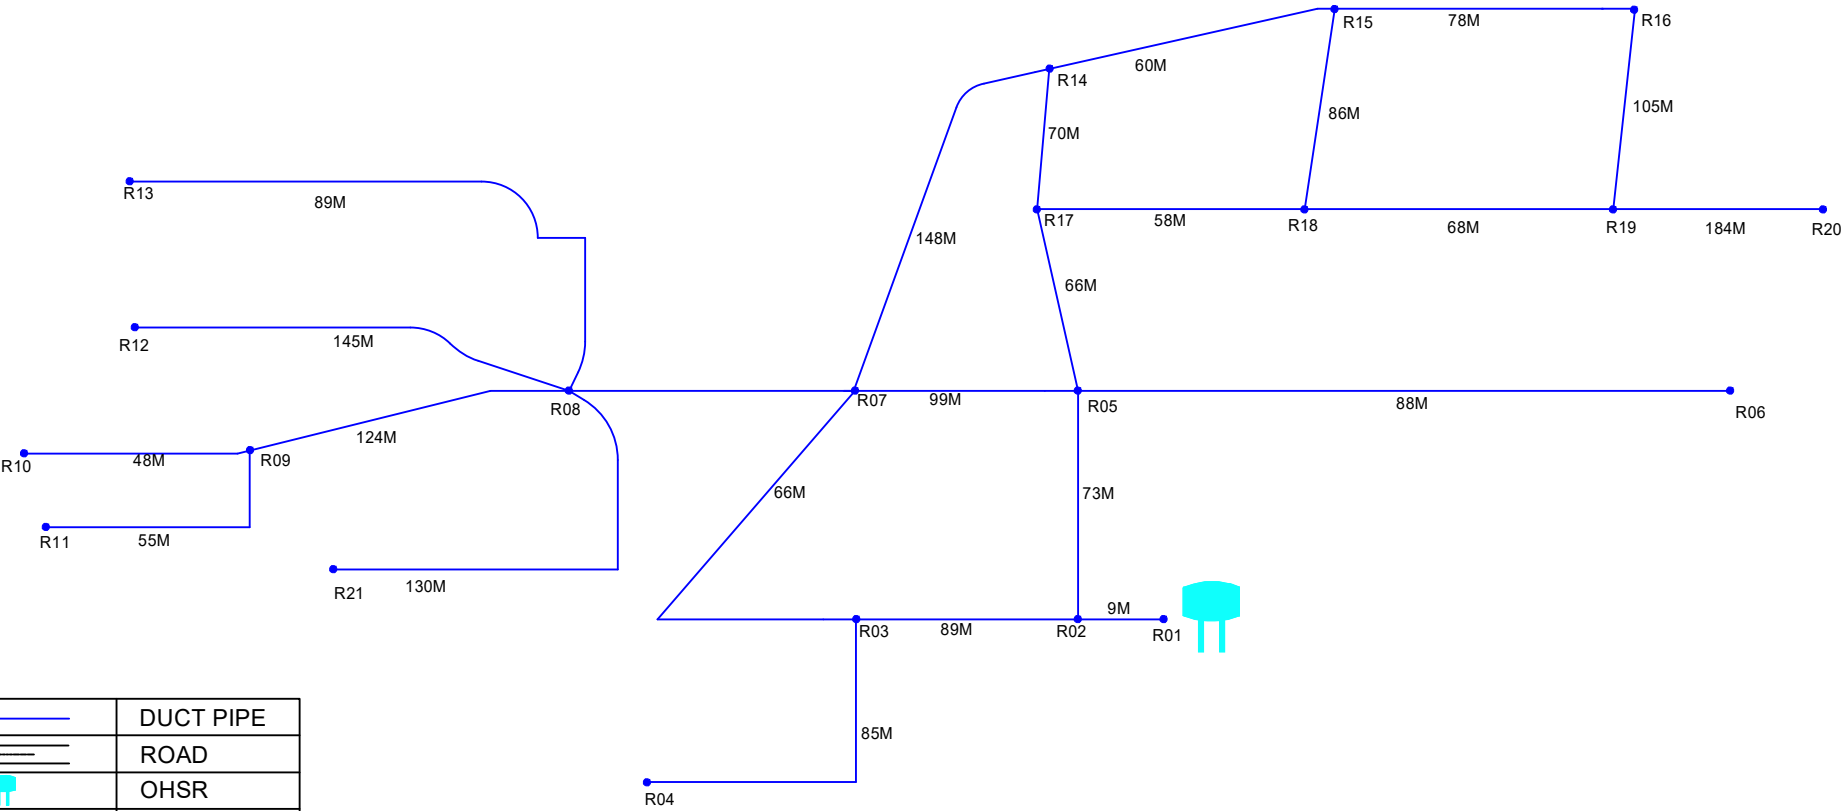 R15
78M
R16
60M
R14
86M
105M
70M
R13
89M
R17
58M
R18
68M
R19
184M
R20
148M
66M
R12
145M
R08
R07
99M
R05
88M
R06
124M
R10
48M
R09
66M
73M
R11
55M
R21
130M
9M
R03
89M
R02
R01
85M
R04
DUCT PIPE
ROAD
OHSR